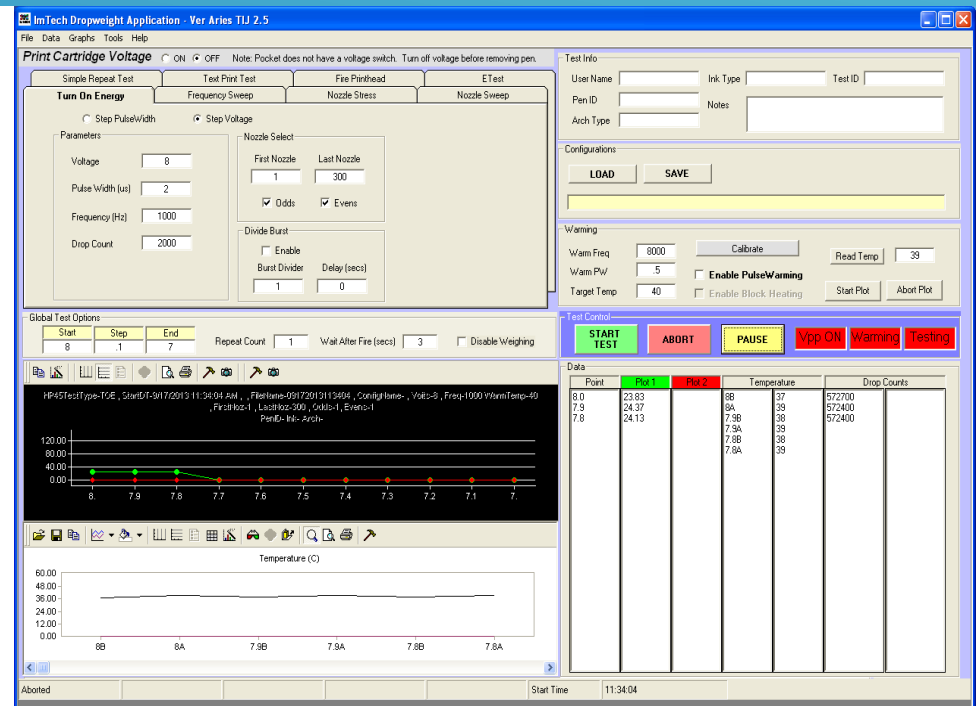 ImTech Dropweight Application - Ver Aries TIJ 2.5
File Data Graphs Tools Help
Print Cartridge Voltage ON OFF Note: Pocket does not have a voltage switch. Turn off voltage before removing pen.
Simple Repeat Test Text Print Test Fire Printhead ETest
Turn On Energy Frequency Sweep Nozzle Stress Nozzle Sweep
Step PulseWidth Step Voltage
Parameters
Voltage 8
Pulse Width (us) 2
Frequency (Hz) 1000
Drop Count 2000
Nozzle Select
First Nozzle Last Nozzle
1 300
Odds Evens
Divide Burst
Enable
Burst Divider Delay (secs)
1 0
Test Info
User Name Ink Type Test ID
Pen ID Notes
Arch Type
Configurations
LOAD SAVE
Warming
Warm Freq 8000 Calibrate Read Temp 39
Warm PW .5 Enable PulseWarming
Target Temp 40 Enable Block Heating Start Plot Abort Plot
Global Test Options
Start Step End
8 .1 7
Repeat Count 1 Wait After Fire (secs) 3 Disable Weighing
Test Control
START TEST ABORT PAUSE Vpp ON Warming Testing
HP45TestType-TOE , StartDT-9/17/2013 11:34:04 AM , , FileName-09172013113404 , ConfigName- , Volts-8 , Freq-1000 WarmTemp-40
, FirstNoz-1 , LastNoz-300 , Odds-1 , Evens-1
PenID- Ink- Arch-
120.00
80.00
40.00
0.00
8. 7.9 7.8 7.7 7.6 7.5 7.4 7.3 7.2 7.1 7.
Temperature (C)
60.00
48.00
36.00
24.00
12.00
0.00
8B 8A 7.9B 7.9A 7.8B 7.8A
Data
Point Plot 1 Plot 2 Temperature Drop Counts
8.0 23.83 8B 37 572700
7.9 24.37 8A 39 572400
7.8 24.13 7.9B 38 572400
7.9A 39
7.8B 38
7.8A 39
Aborted Start Time 11:34:04